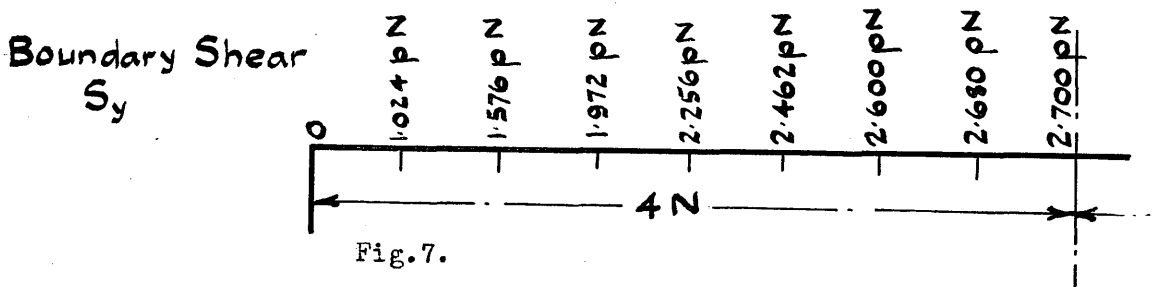 Boundary Shear
Sy
0
1.024 pN
1.576 pN
1.972 pN
2.256 pN
2.462 pN
2.600 pN
2.680 pN
2.700 pN
4N
Fig.7.